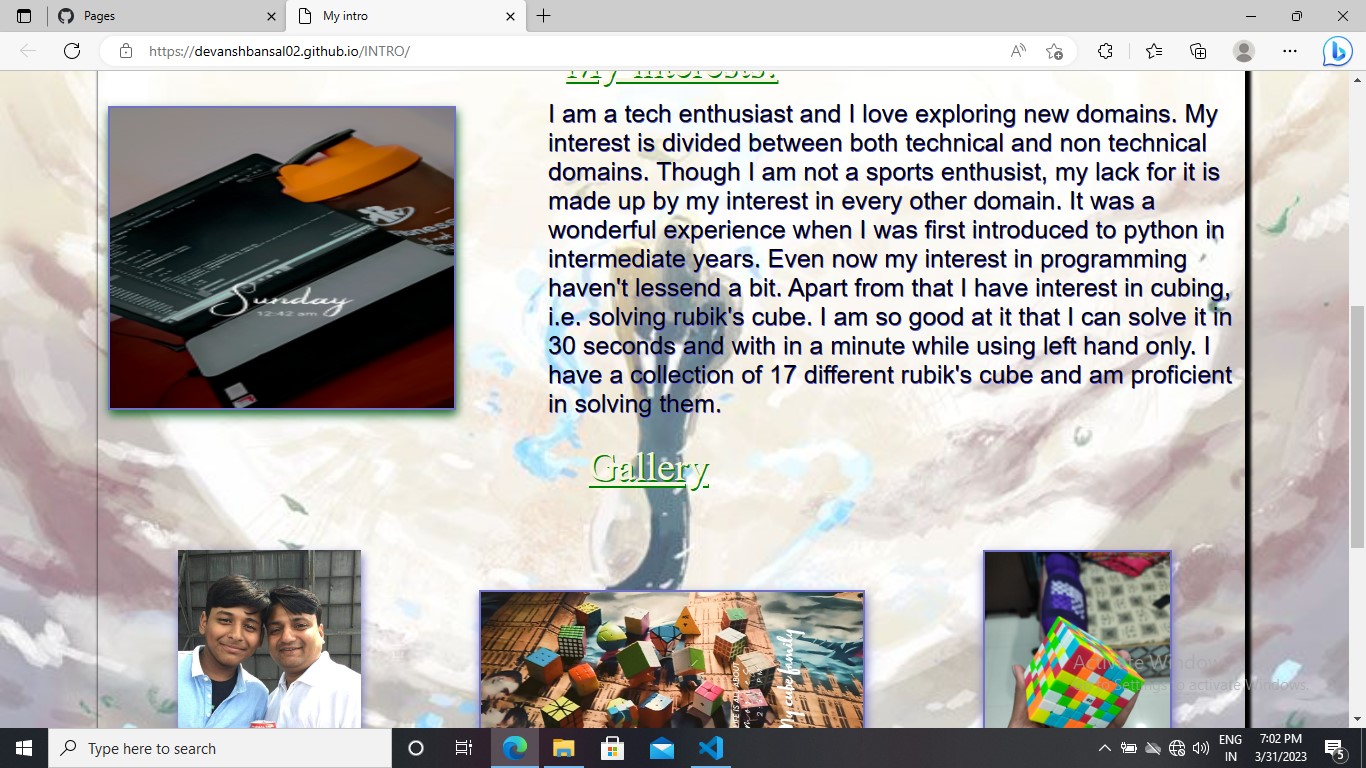 Pages
My intro
https://devanshbansal02.github.io/INTRO/
My Interests:
I am a tech enthusiast and I love exploring new domains. My
interest is divided between both technical and non technical
domains. Though I am not a sports enthusist, my lack for it is
made up by my interest in every other domain. It was a
wonderful experience when I was first introduced to python in
intermediate years. Even now my interest in programming
haven't lessend a bit. Apart from that I have interest in cubing,
i.e. solving rubik's cube. I am so good at it that I can solve it in
30 seconds and with in a minute while using left hand only. I
have a collection of 17 different rubik's cube and am proficient
in solving them.
Sunday
12:42 am
Gallery
LIFE IS ALL ABOUT
My cube family
Activate Windows
Go to Settings to activate Windows.
Type here to search
ENG
IN
7:02 PM
3/31/2023
5